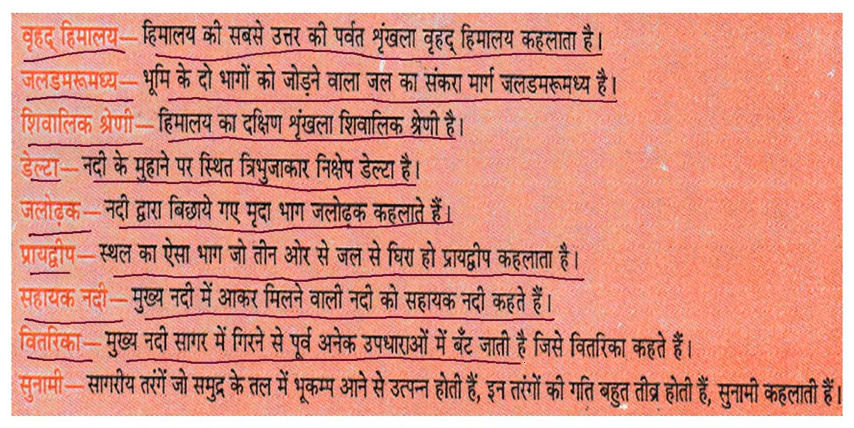 वृहद् हिमालय— हिमालय की सबसे उत्तर की पर्वत शृंखला वृहद् हिमालय कहलाता है।
जलडमरूमध्य— भूमि के दो भागों को जोड़ने वाला जल का संकरा मार्ग जलडमरूमध्य है।
शिवालिक श्रेणी— हिमालय का दक्षिण शृंखला शिवालिक श्रेणी है।
डेल्टा— नदी के मुहाने पर स्थित त्रिभुजाकार निक्षेप डेल्टा है।
जलोढ़क— नदी द्वारा बिछाये गए मृदा भाग जलोढ़क कहलाते हैं।
प्रायद्वीप— स्थल का ऐसा भाग जो तीन ओर से जल से घिरा हो प्रायद्वीप कहलाता है।
सहायक नदी— मुख्य नदी में आकर मिलने वाली नदी को सहायक नदी कहते हैं।
वितरिका— मुख्य नदी सागर में गिरने से पूर्व अनेक उपधाराओं में बँट जाती है जिसे वितरिका कहते हैं।
सुनामी— सागरीय तरंगें जो समुद्र के तल में भूकम्प आने से उत्पन्न होती हैं, इन तरंगों की गति बहुत तीव्र होती हैं, सुनामी कहलाती हैं।